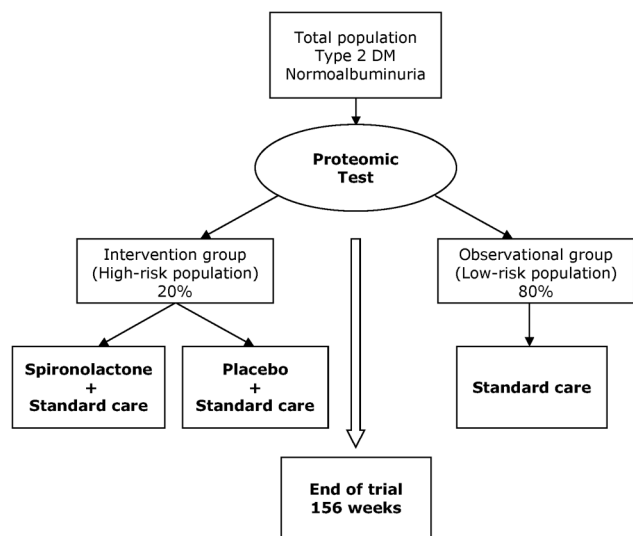 Total population
Type 2 DM
Normoalbuminuria
Proteomic
Test
Intervention group
(High-risk population)
20%
Observational group
(Low-risk population)
80%
Spironolactone
+
Standard care
Placebo
+
Standard care
Standard care
End of trial
156 weeks